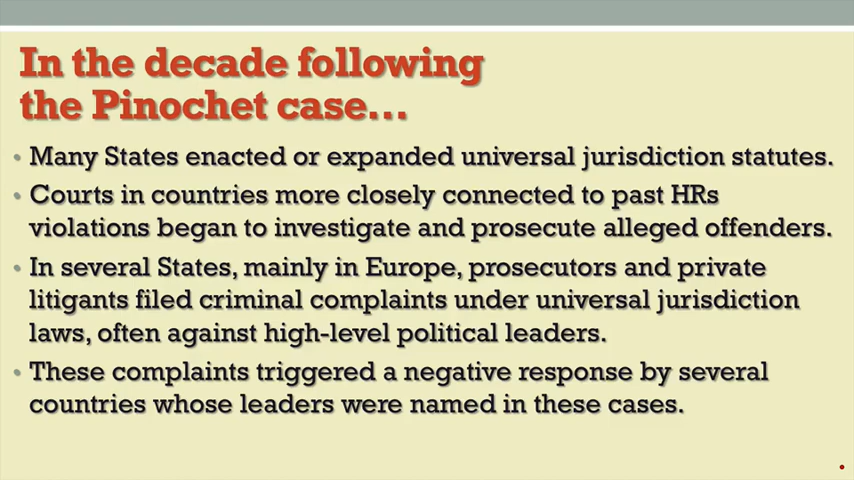 In the decade following
the Pinochet case...
• Many States enacted or expanded universal jurisdiction statutes.
• Courts in countries more closely connected to past HRs
violations began to investigate and prosecute alleged offenders.
• In several States, mainly in Europe, prosecutors and private
litigants filed criminal complaints under universal jurisdiction
laws, often against high-level political leaders.
• These complaints triggered a negative response by several
countries whose leaders were named in these cases.